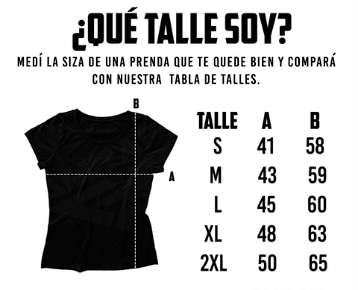 ¿QUÉ TALLE SOY?
MEDÍ LA SIZA DE UNA PRENDA QUE TE QUEDE BIEN Y COMPARÁ
CON NUESTRA TABLA DE TALLES.
B
A
TALLE A B
S 41 58
M 43 59
L 45 60
XL 48 63
2XL 50 65